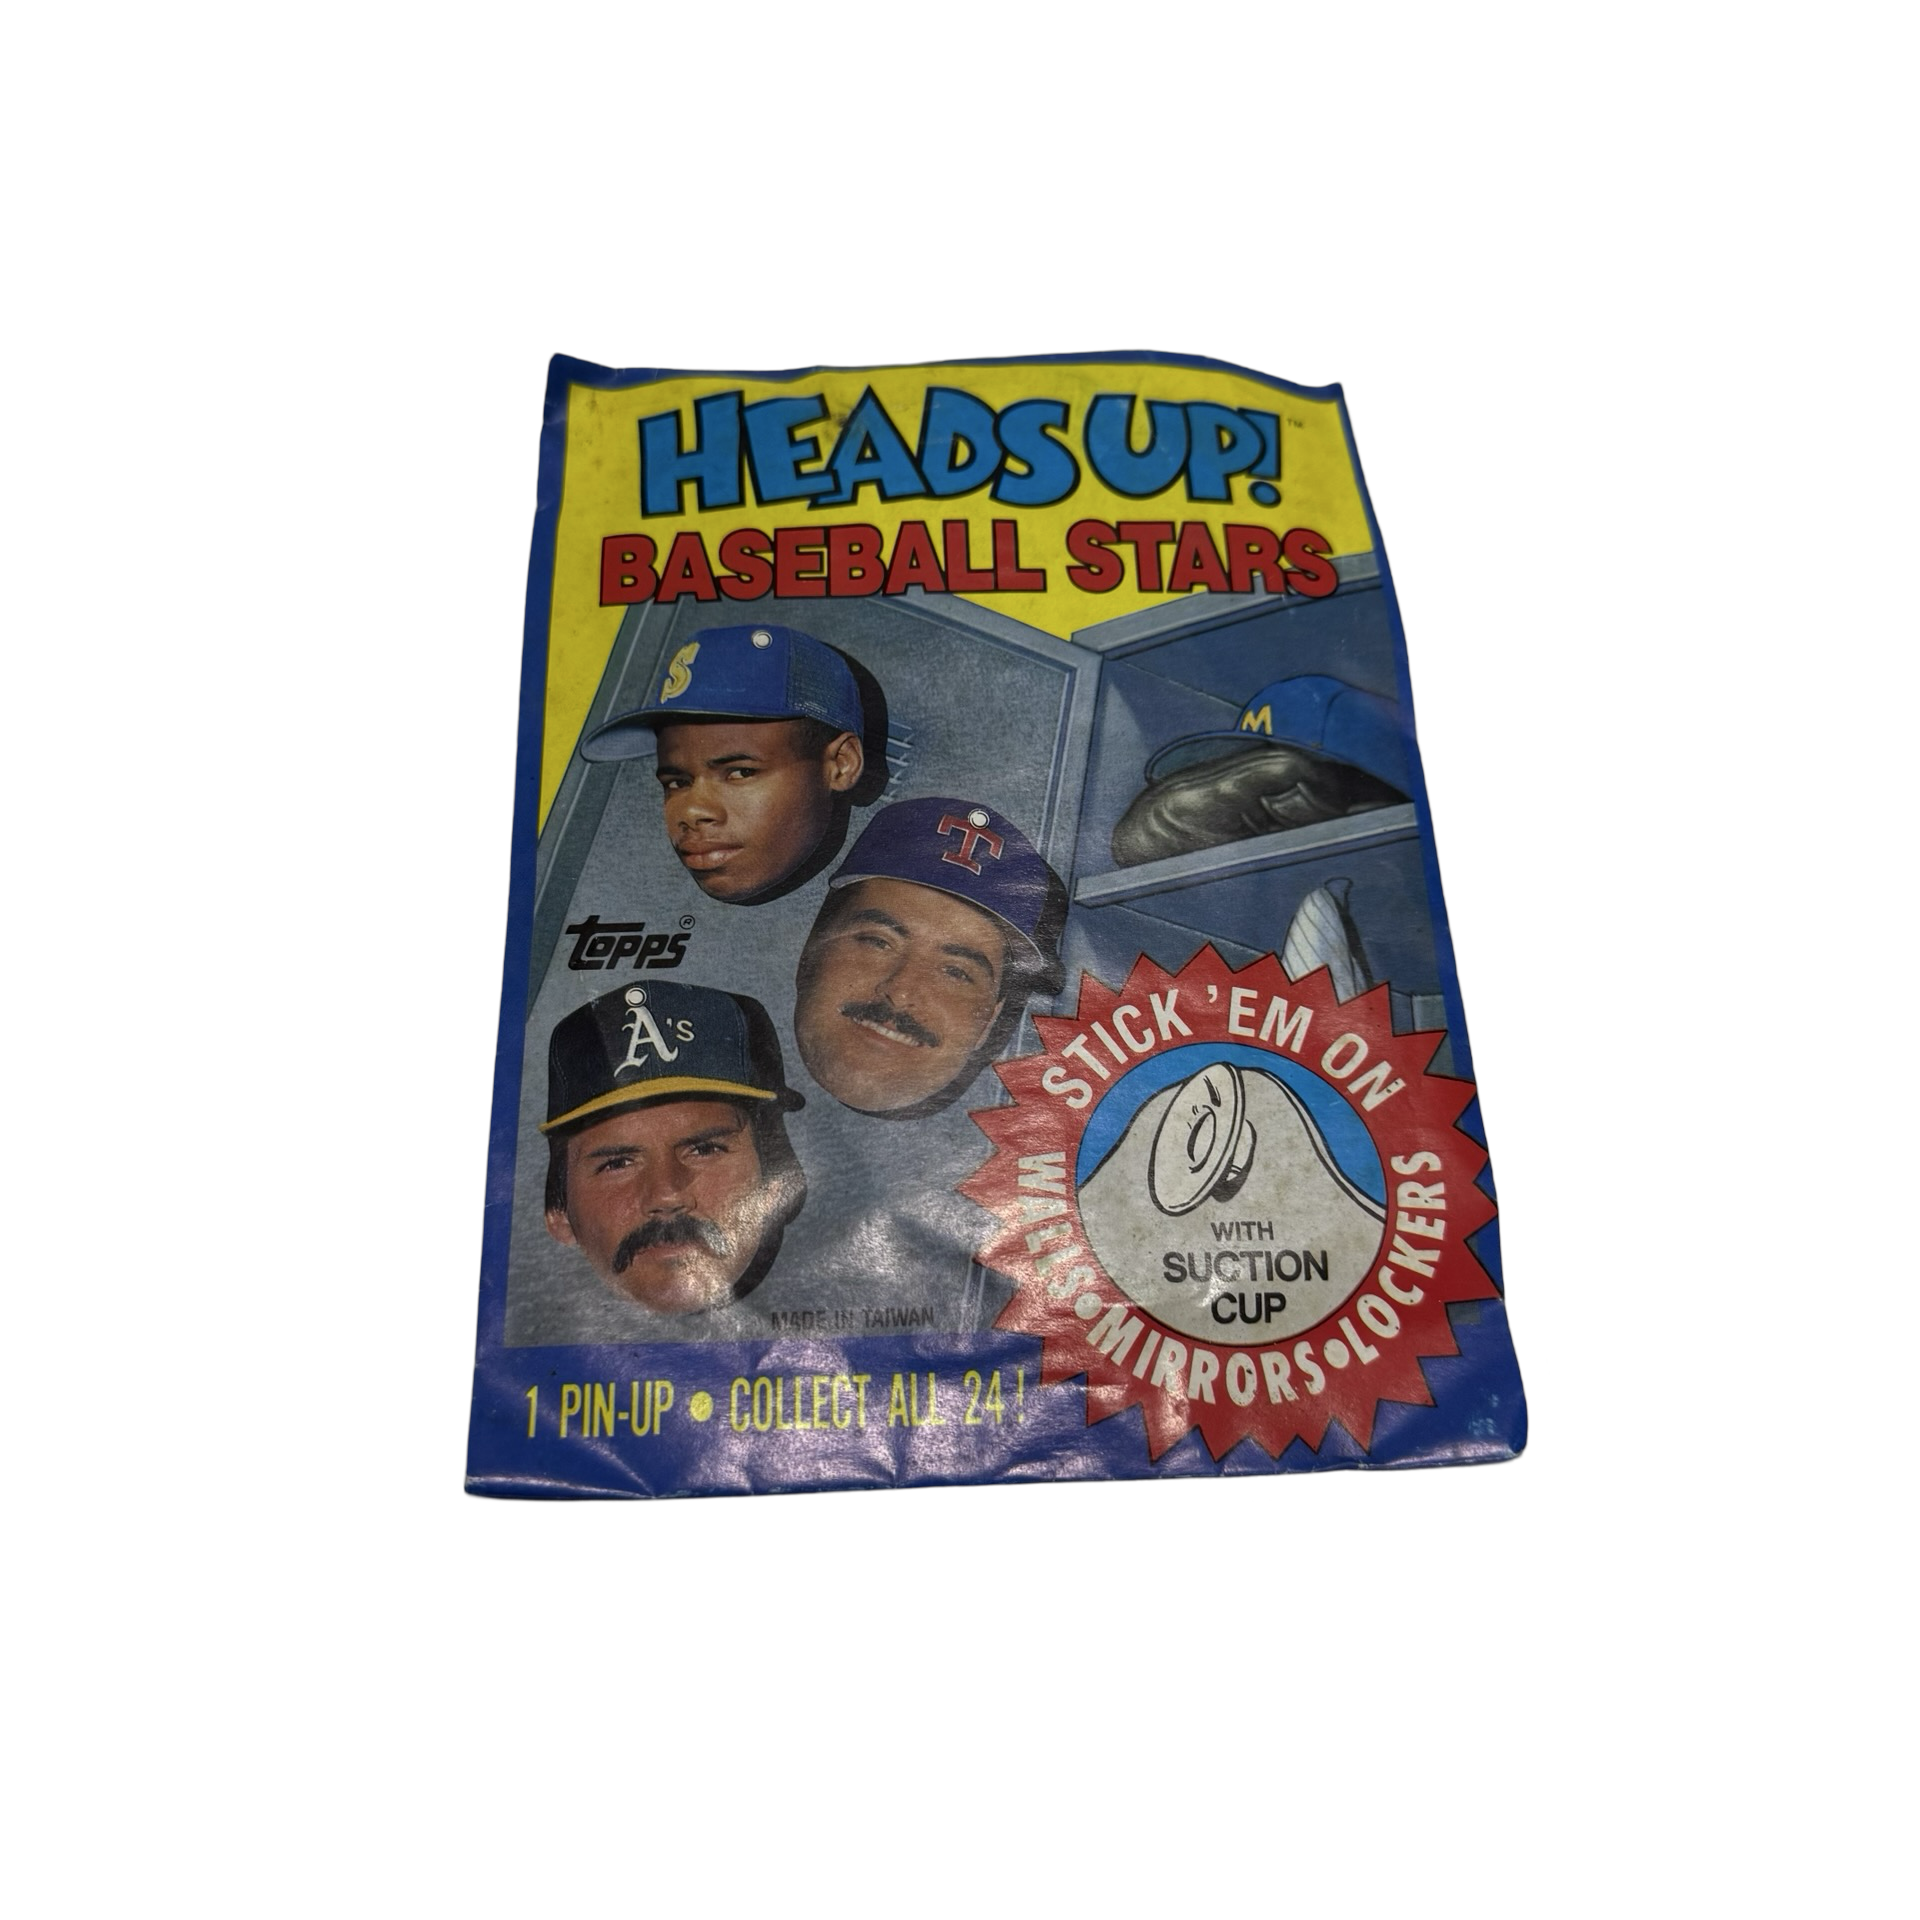 HEADS UP!™
BASEBALL STARS
S
M
T
topps®
A's
STICK 'EM ON
WALLS • MIRRORS • LOCKERS
WITH
SUCTION
CUP
MADE IN TAIWAN
1 PIN-UP • COLLECT ALL 24!